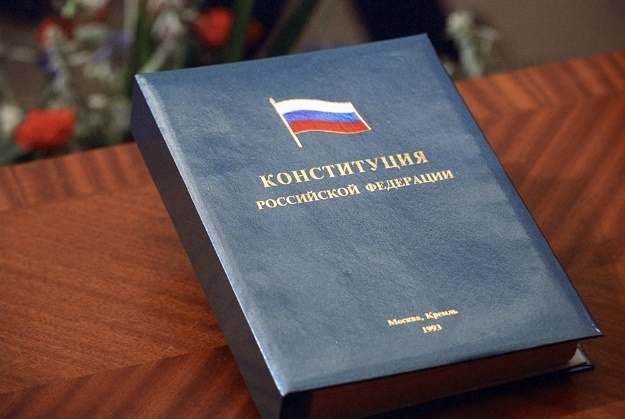 КОНСТИТУЦИЯ
РОССИЙСКОЙ ФЕДЕРАЦИИ
Москва, Кремль
1993